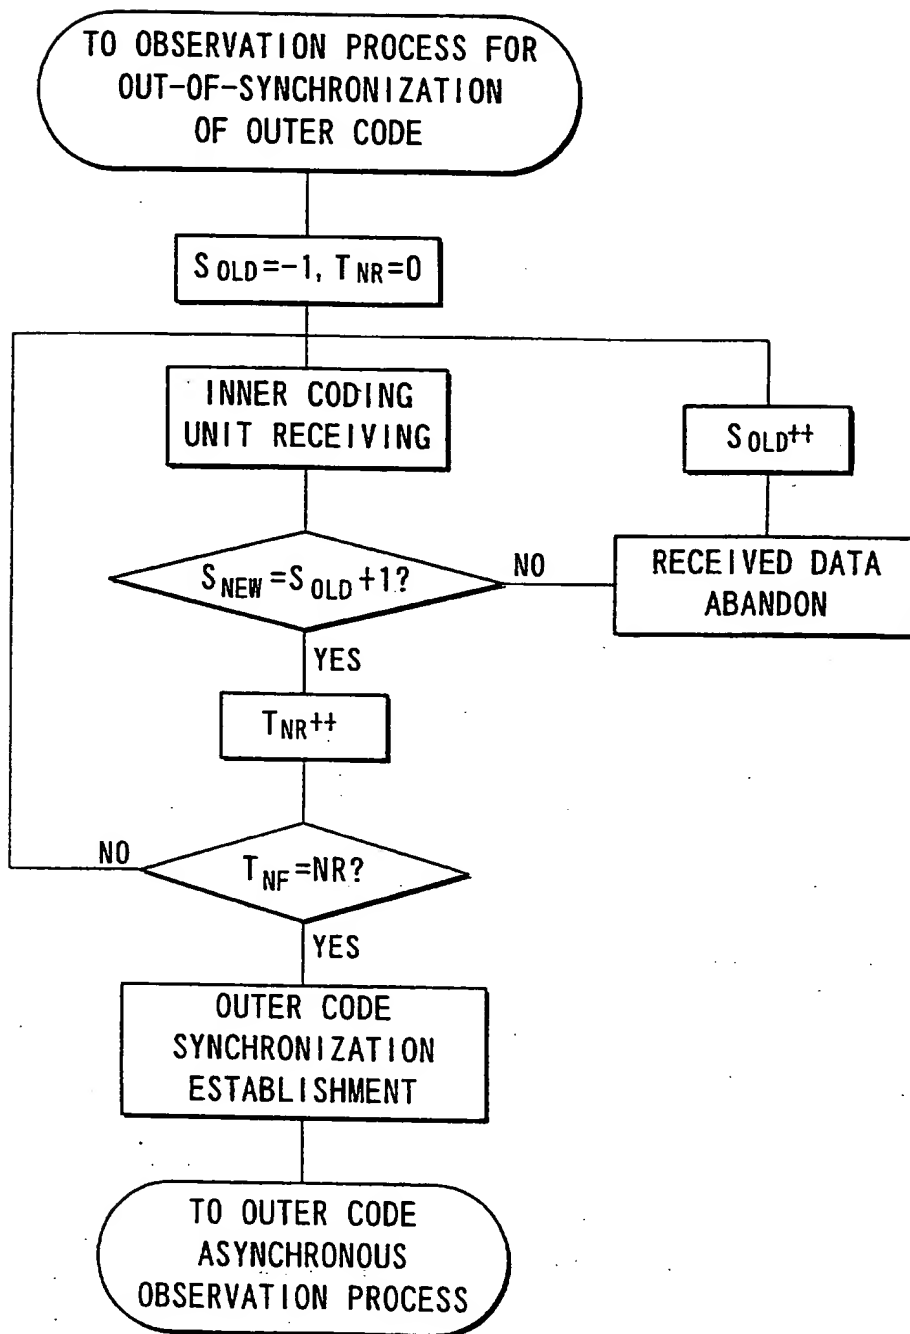 TO OBSERVATION PROCESS FOR
OUT-OF-SYNCHRONIZATION
OF OUTER CODE
S OLD=-1, T NR=0
INNER CODING
UNIT RECEIVING
S OLD++
S NEW=S OLD+1?
NO
RECEIVED DATA
ABANDON
YES
T NR++
NO
T NF=NR?
YES
OUTER CODE
SYNCHRONIZATION
ESTABLISHMENT
TO OUTER CODE
ASYNCHRONOUS
OBSERVATION PROCESS